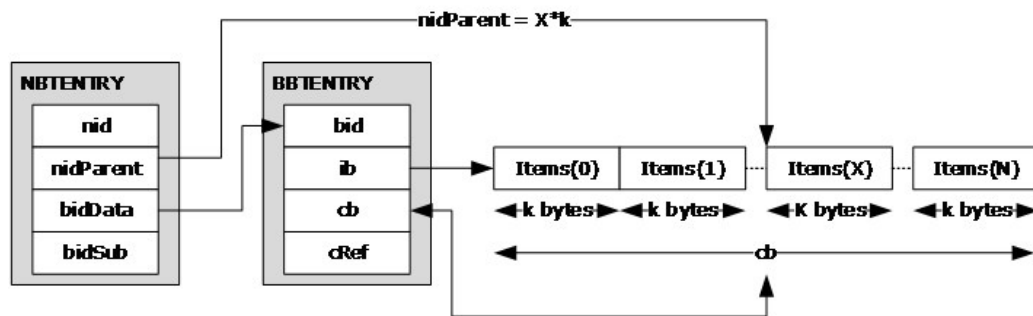 nidParent = X*k
NBTENTRY
nid
nidParent
bidData
bidSub
BBTENTRY
bid
ib
cb
cRef
Items(0) Items(1) Items(X) Items(N)
k bytes k bytes K bytes k bytes
cb